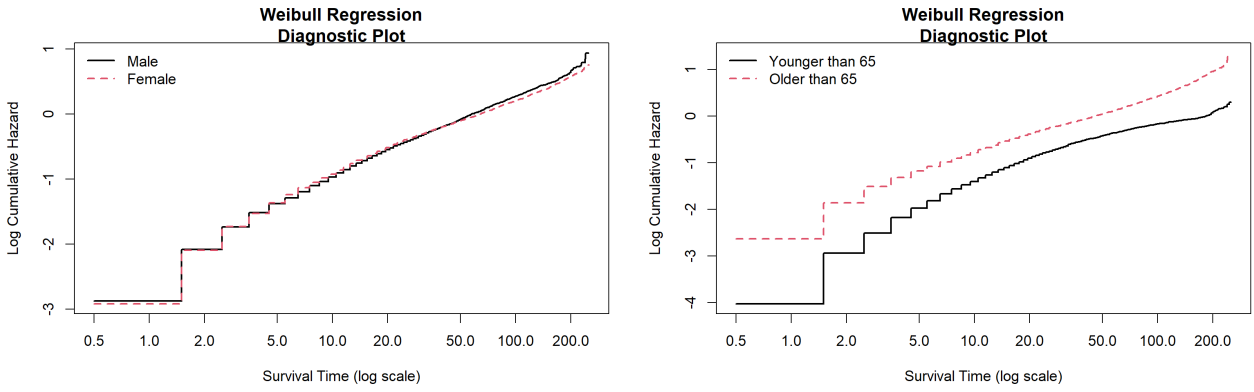 Weibull Regression
Diagnostic Plot
Male
Female
Log Cumulative Hazard
1
0
-1
-2
-3
0.5 1.0 2.0 5.0 10.0 20.0 50.0 100.0 200.0
Survival Time (log scale)
Weibull Regression
Diagnostic Plot
Younger than 65
Older than 65
Log Cumulative Hazard
1
0
-1
-2
-3
-4
0.5 1.0 2.0 5.0 10.0 20.0 50.0 100.0 200.0
Survival Time (log scale)